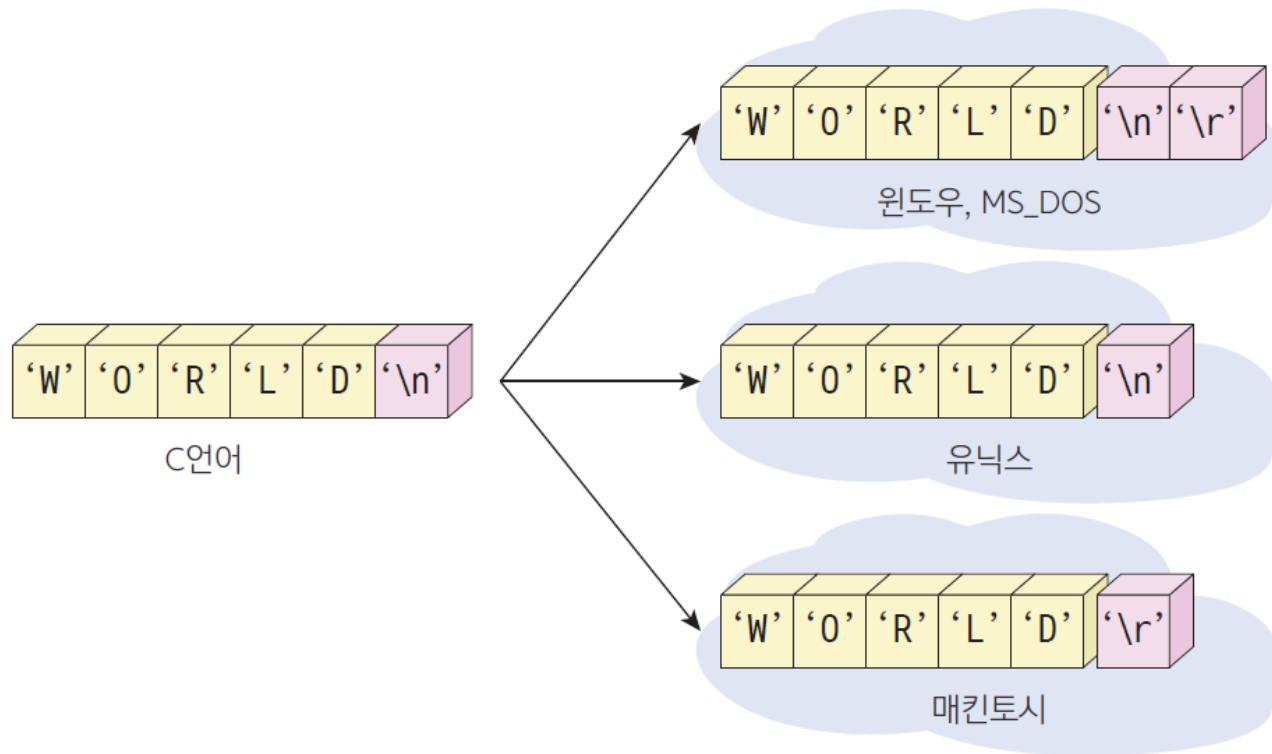 ‘W’ ‘O’ ‘R’ ‘L’ ‘D’ ‘\n’ ‘\r’
윈도우, MS_DOS
‘W’ ‘O’ ‘R’ ‘L’ ‘D’ ‘\n’
C언어
‘W’ ‘O’ ‘R’ ‘L’ ‘D’ ‘\n’
유닉스
‘W’ ‘O’ ‘R’ ‘L’ ‘D’ ‘\r’
매킨토시